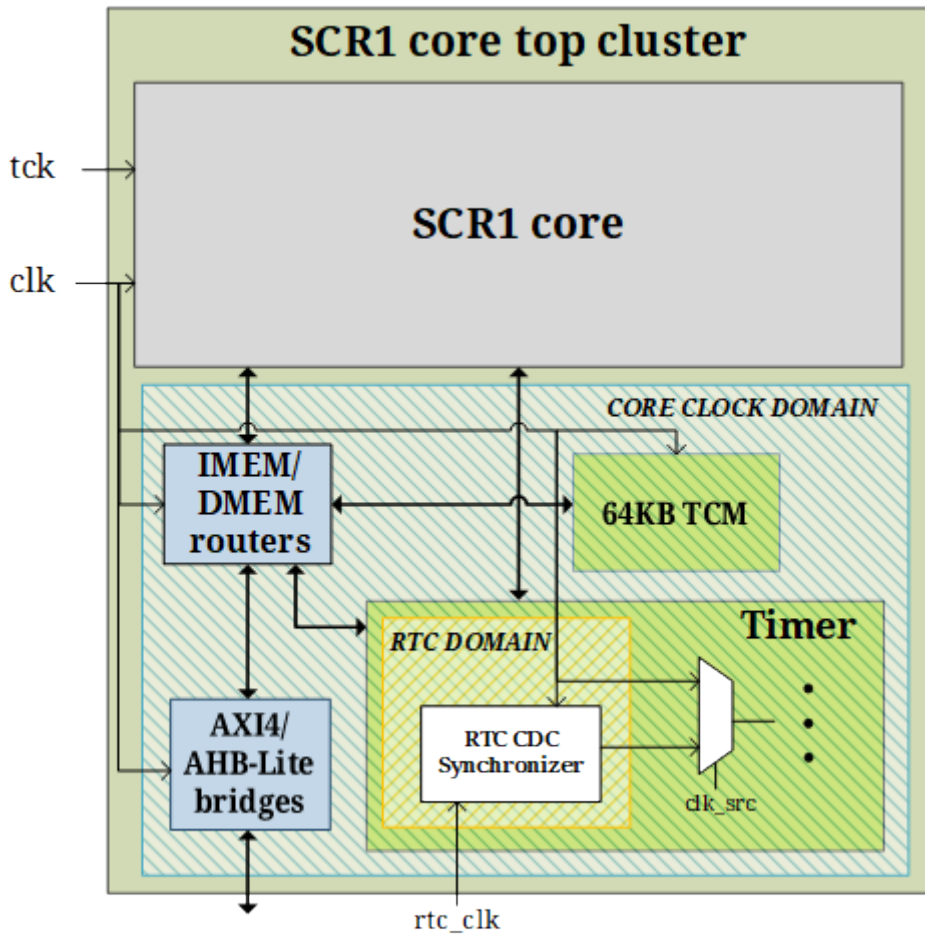 SCR1 core top cluster
tck
SCR1 core
clk
CORE CLOCK DOMAIN
IMEM/
DMEM
routers
64KB TCM
Timer
RTC DOMAIN
AXI4/
AHB-Lite
bridges
RTC CDC
Synchronizer
clk_src
rtc_clk